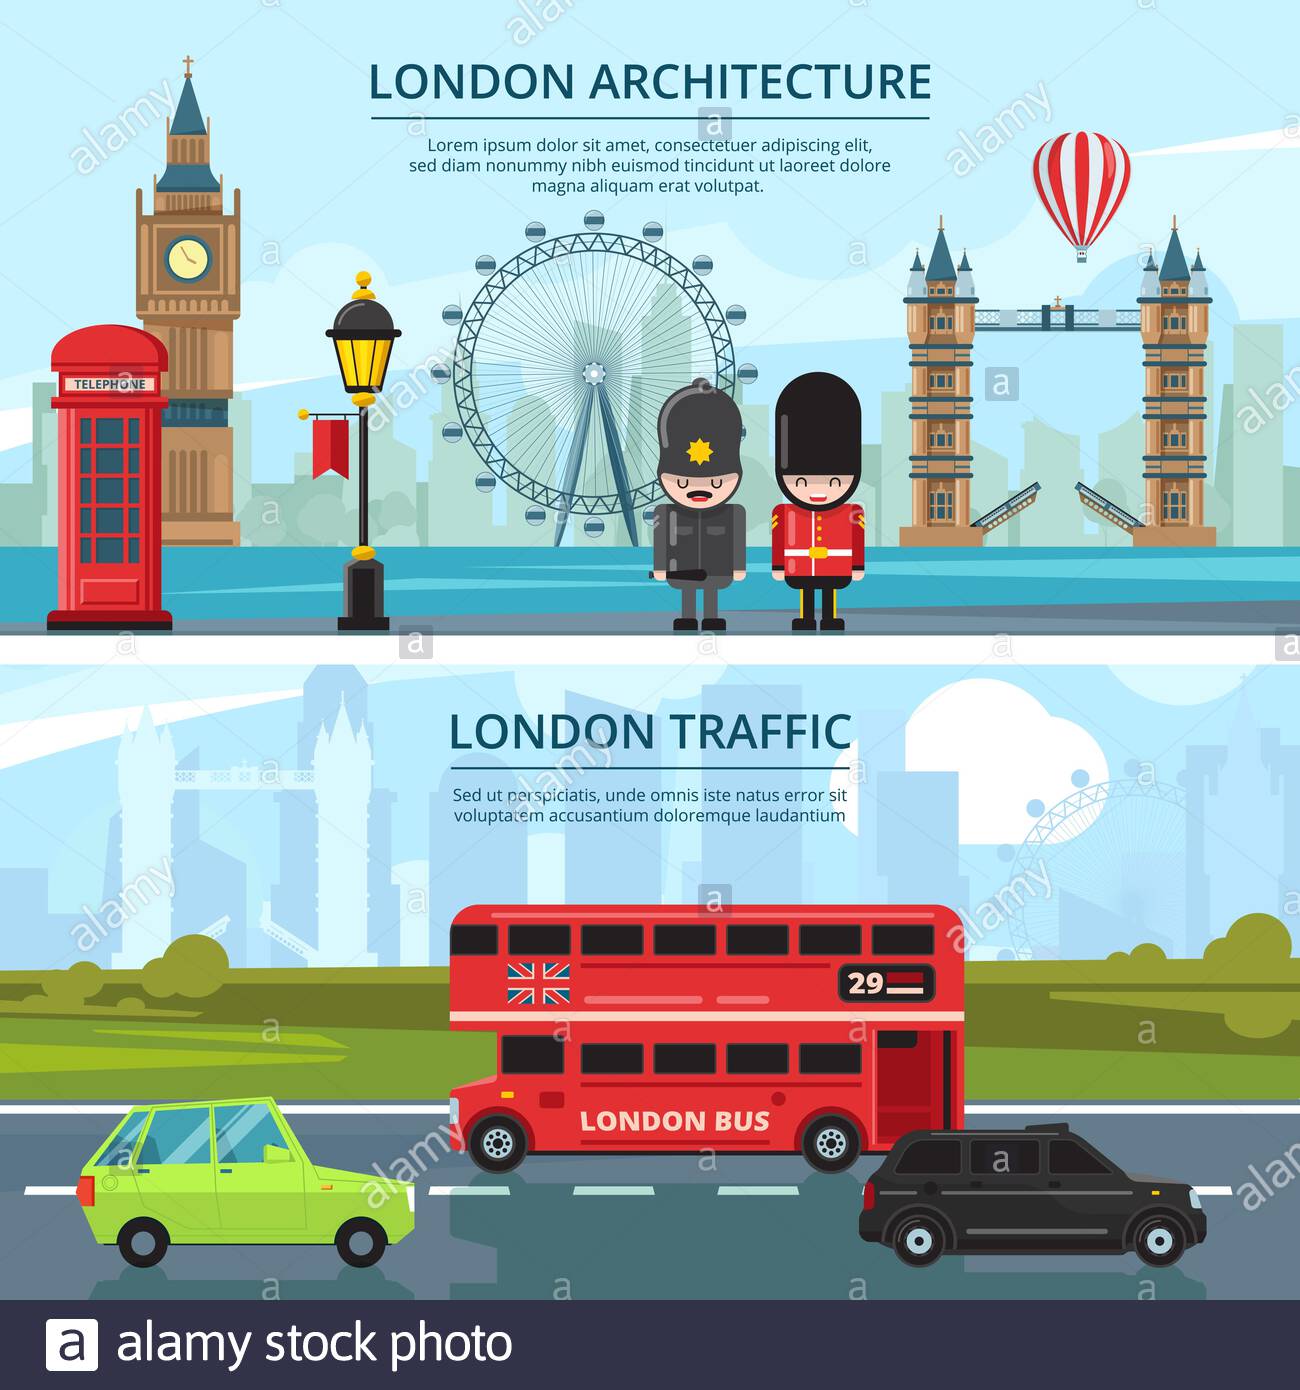 LONDON ARCHITECTURE
Lorem ipsum dolor sit amet, consectetuer adipiscing elit,
sed diam nonummy nibh euismod tincidunt ut laoreet dolore
magna aliquam erat volutpat.
TELEPHONE
LONDON TRAFFIC
Sed ut perspiciatis, unde omnis iste natus error sit
voluptatem accusantium doloremque laudantium
29
LONDON BUS
a alamy stock photo